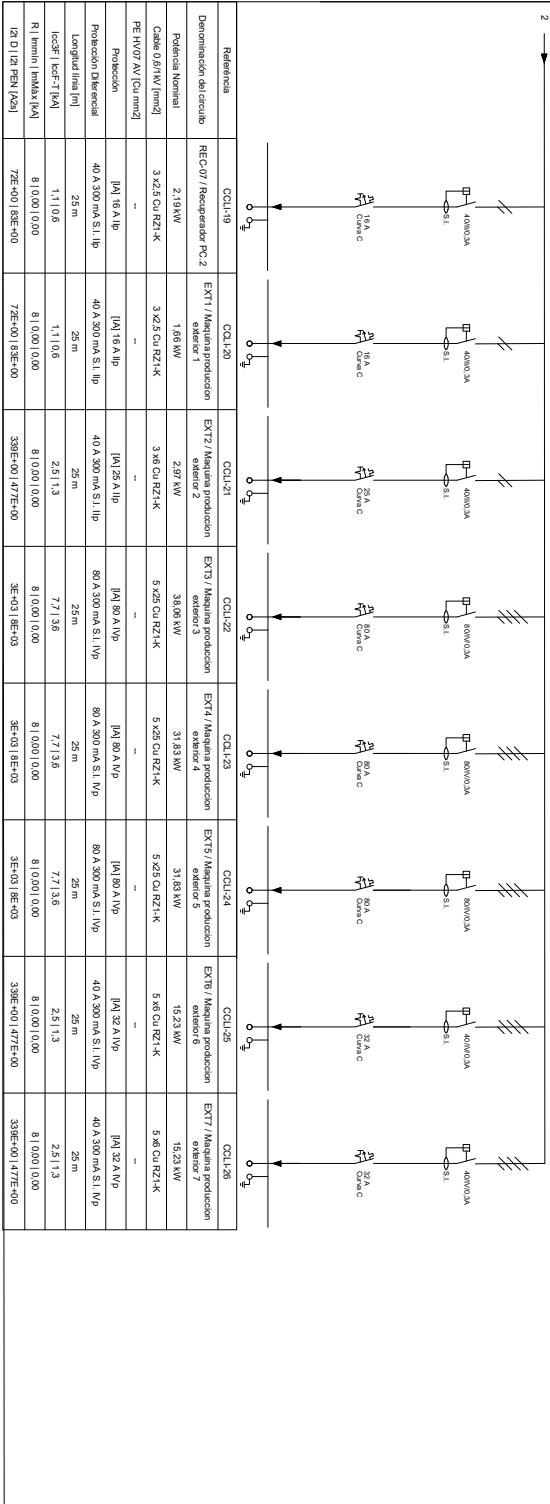 2
40/II/0,3A
S.I.
16 A
Curva C
40/II/0,3A
S.I.
16 A
Curva C
40/II/0,3A
S.I.
25 A
Curva C
80/IV/0,3A
S.I.
80 A
Curva C
80/IV/0,3A
S.I.
80 A
Curva C
80/IV/0,3A
S.I.
80 A
Curva C
40/IV/0,3A
S.I.
32 A
Curva C
40/IV/0,3A
S.I.
32 A
Curva C
Referéncia CCLI-19 CCLI-20 CCLI-21 CCLI-22 CCLI-23 CCLI-24 CCLI-25 CCLI-26
Denominación del circuito REC-07 / Recuperador PC.2 EXT1 / Maquina produccion exterior 1 EXT2 / Maquina produccion exterior 2 EXT3 / Maquina produccion exterior 3 EXT4 / Maquina produccion exterior 4 EXT5 / Maquina produccion exterior 5 EXT6 / Maquina produccion exterior 6 EXT7 / Maquina produccion exterior 7
Poténcia Nominal 2,19 kW 1,66 kW 2,97 kW 38,06 kW 31,83 kW 31,83 kW 15,23 kW 15,23 kW
Cable 0,6/1kV [mm2] 3 x2,5 Cu RZ1-K 3 x2,5 Cu RZ1-K 3 x6 Cu RZ1-K 5 x25 Cu RZ1-K 5 x25 Cu RZ1-K 5 x25 Cu RZ1-K 5 x6 Cu RZ1-K 5 x6 Cu RZ1-K
PE HV07 AV [Cu mm2] -- -- -- -- -- -- -- --
Protección [IA] 16 A IIp [IA] 16 A IIp [IA] 25 A IIp [IA] 80 A IVp [IA] 80 A IVp [IA] 80 A IVp [IA] 32 A IVp [IA] 32 A IVp
Protección Diferencial 40 A 300 mA S.I. IIp 40 A 300 mA S.I. IIp 40 A 300 mA S.I. IIp 80 A 300 mA S.I. IVp 80 A 300 mA S.I. IVp 80 A 300 mA S.I. IVp 40 A 300 mA S.I. IVp 40 A 300 mA S.I. IVp
Longitud línia [m] 25 m 25 m 25 m 25 m 25 m 25 m 25 m 25 m
Icc3F | IccF-T [kA] 1,1 | 0,6 1,1 | 0,6 2,5 | 1,3 7,7 | 3,6 7,7 | 3,6 7,7 | 3,6 2,5 | 1,3 2,5 | 1,3
R | Immín | ImMáx [kA] 8 | 0,00 | 0,00 8 | 0,00 | 0,00 8 | 0,00 | 0,00 8 | 0,00 | 0,00 8 | 0,00 | 0,00 8 | 0,00 | 0,00 8 | 0,00 | 0,00 8 | 0,00 | 0,00
I2t D | I2t PEN [A2s] 72E+00 | 83E+00 72E+00 | 83E+00 339E+00 | 477E+00 3E+03 | 8E+03 3E+03 | 8E+03 3E+03 | 8E+03 339E+00 | 477E+00 339E+00 | 477E+00